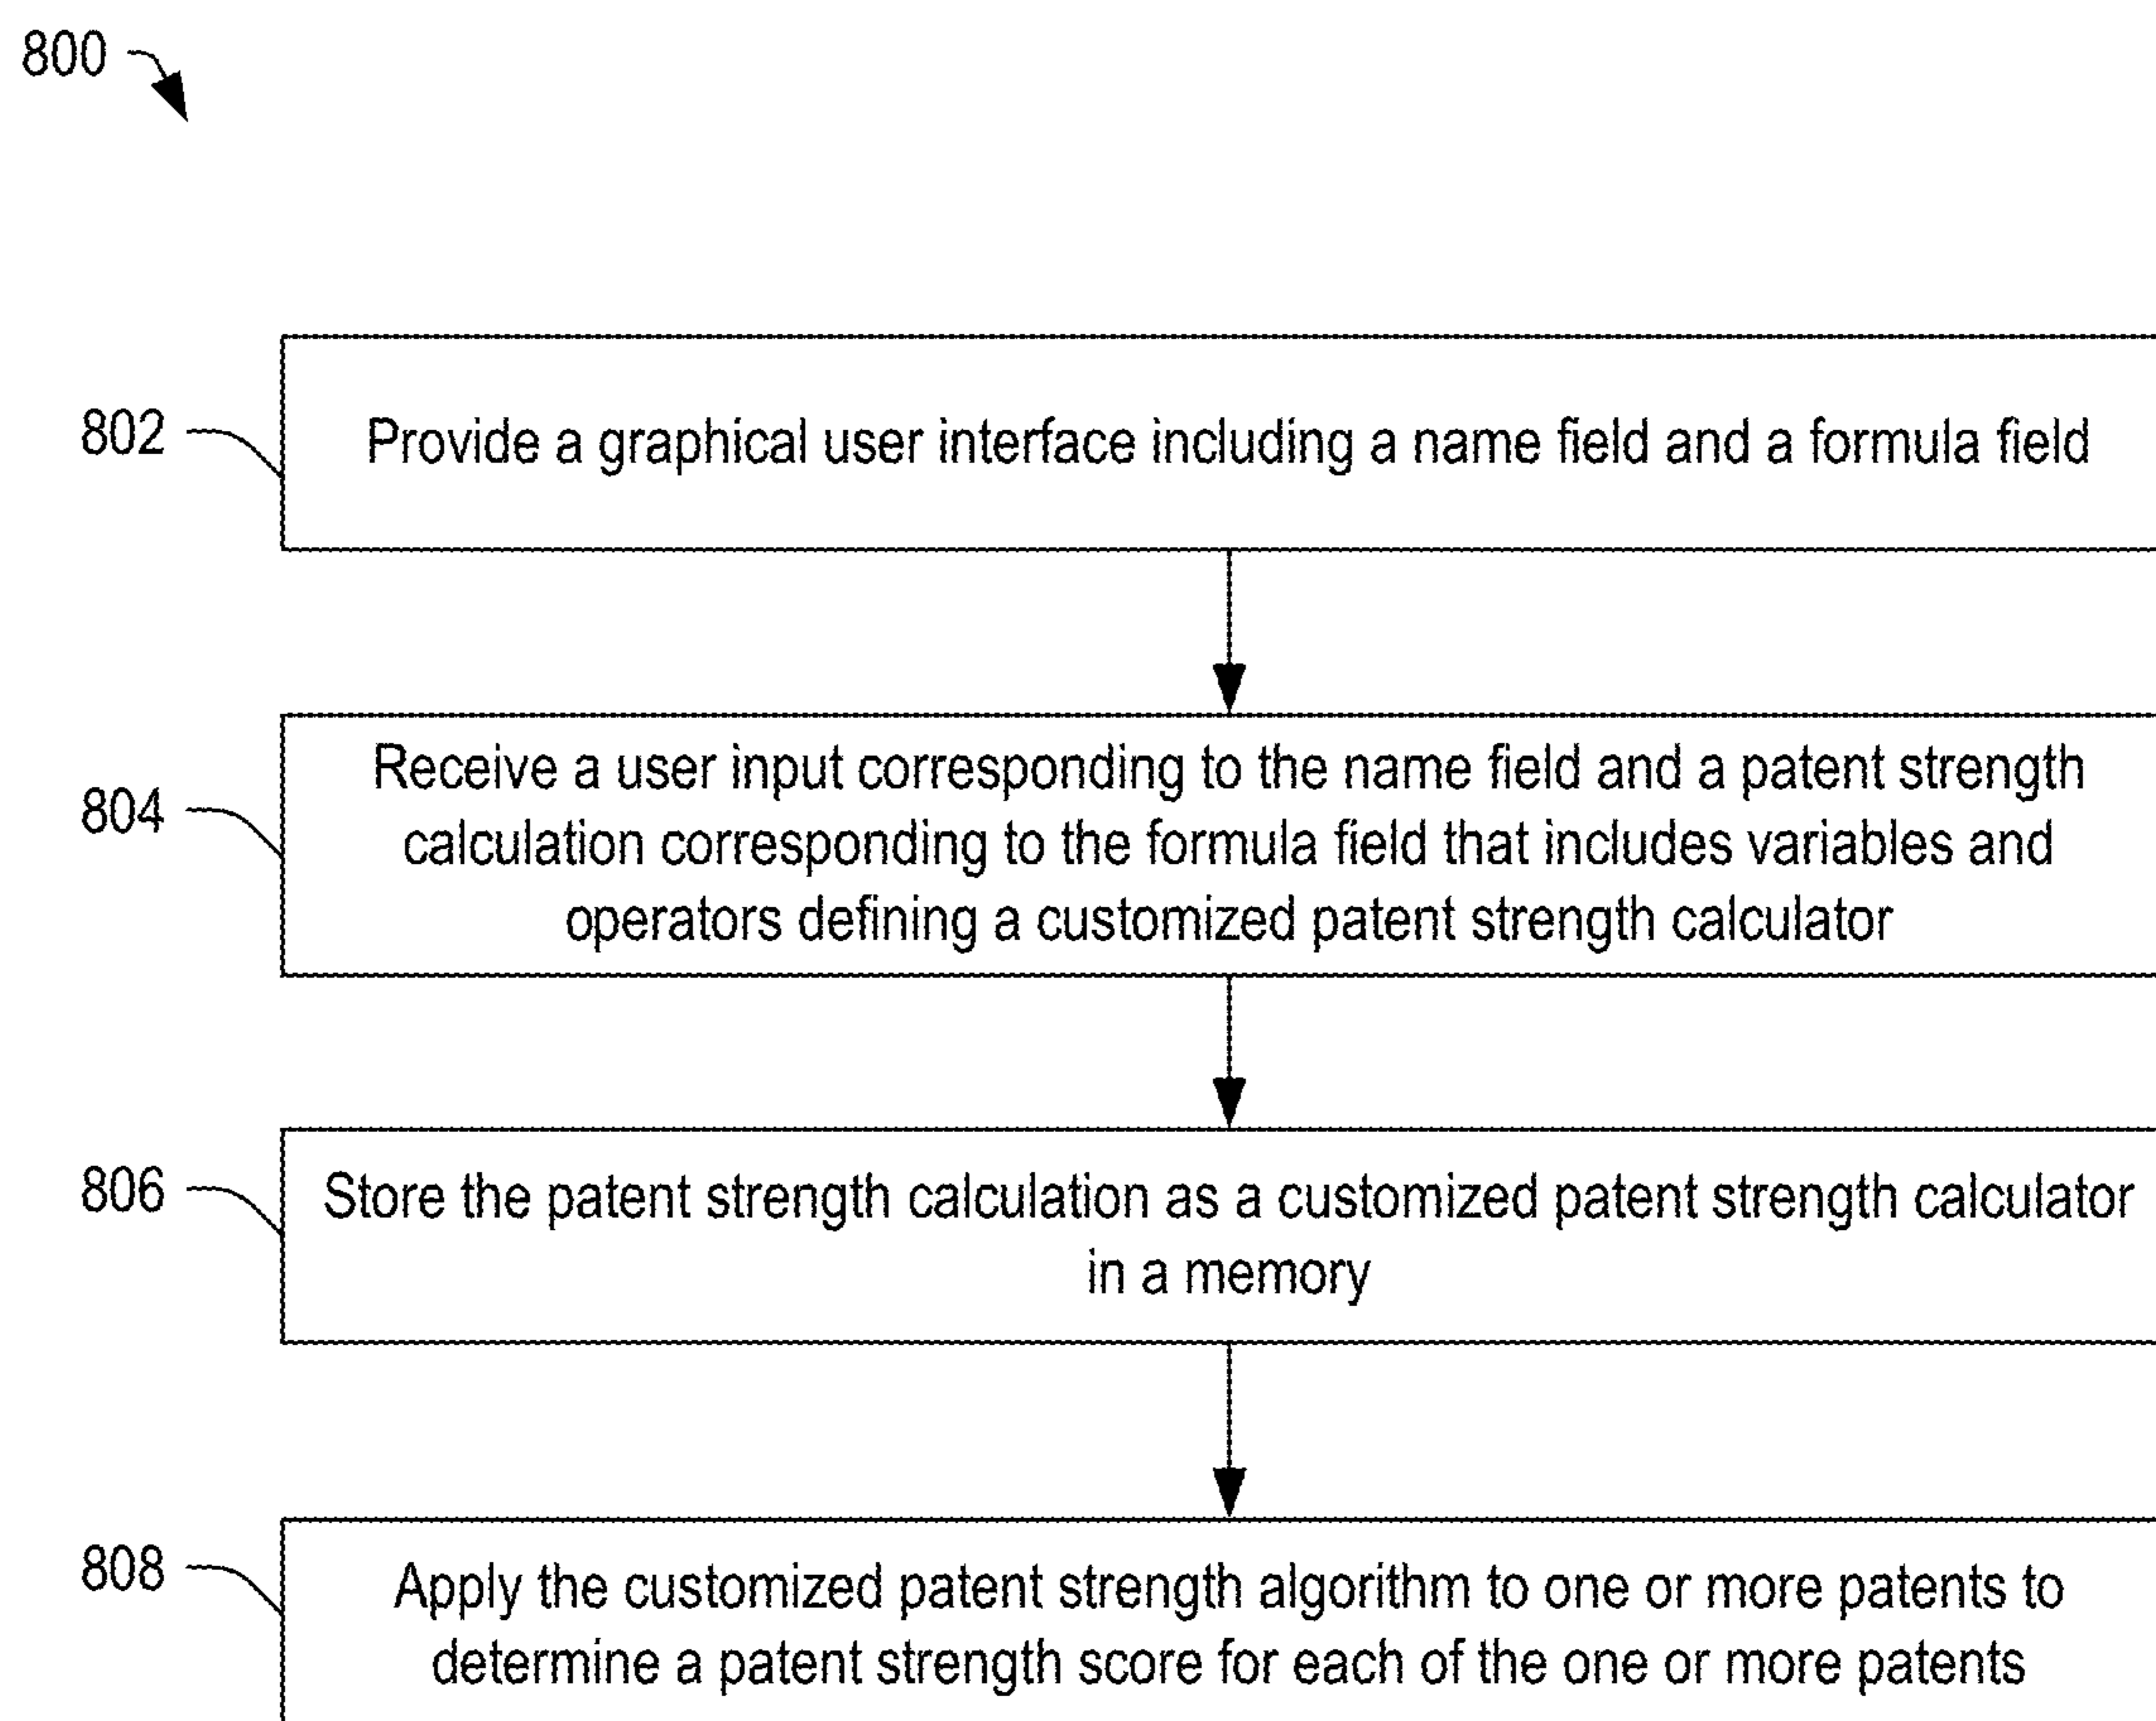 800
802
Provide a graphical user interface including a name field and a formula field
804
Receive a user input corresponding to the name field and a patent strength
calculation corresponding to the formula field that includes variables and
operators defining a customized patent strength calculator
806
Store the patent strength calculation as a customized patent strength calculator
in a memory
808
Apply the customized patent strength algorithm to one or more patents to
determine a patent strength score for each of the one or more patents